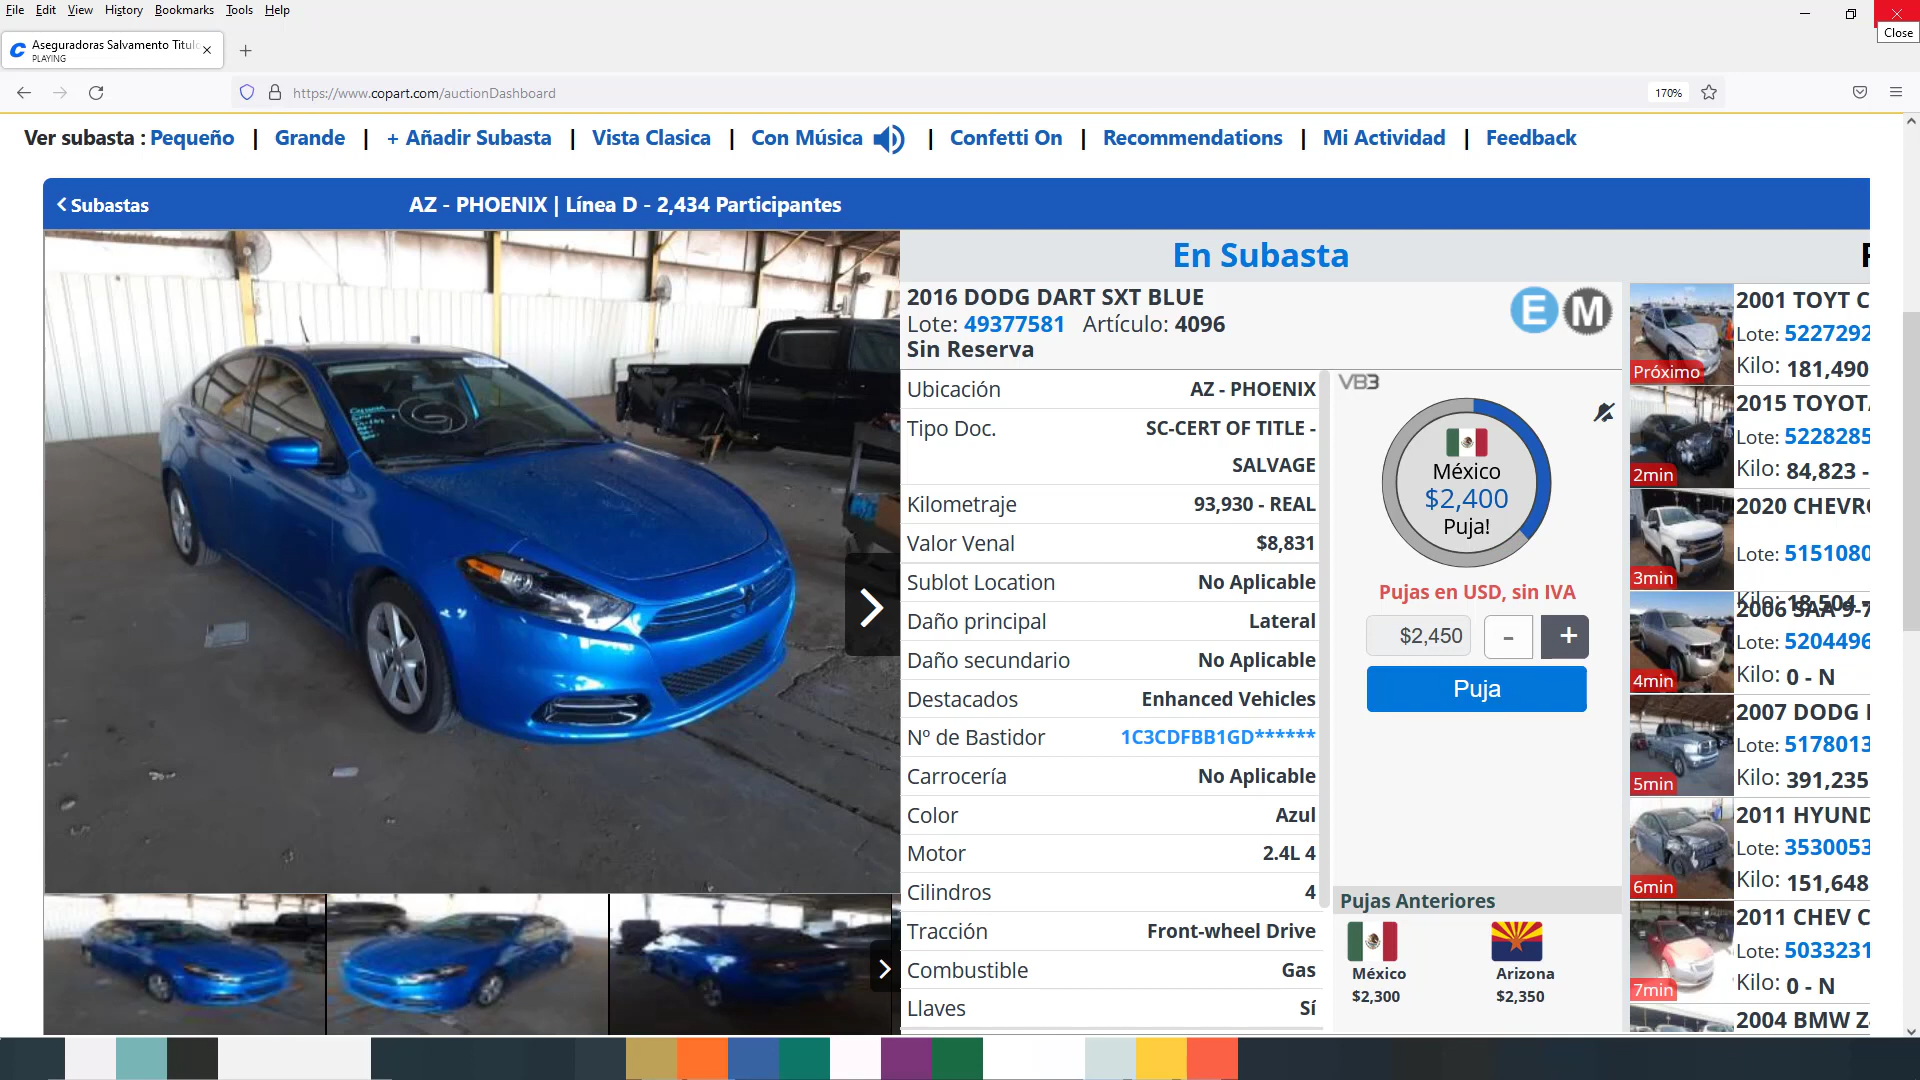 File Edit View History Bookmarks Tools Help
Close
Aseguradoras Salvamento Titulo
PLAYING
https://www.copart.com/auctionDashboard
170%
Ver subasta : Pequeño | Grande | + Añadir Subasta | Vista Clasica | Con Música | Confetti On | Recommendations | Mi Actividad | Feedback
Subastas
AZ - PHOENIX | Línea D - 2,434 Participantes
En Subasta
2016 DODG DART SXT BLUE
Lote: 49377581 Artículo: 4096
Sin Reserva
E M
Ubicación AZ - PHOENIX
Tipo Doc. SC-CERT OF TITLE -
SALVAGE
Kilometraje 93,930 - REAL
Valor Venal $8,831
Sublot Location No Aplicable
Daño principal Lateral
Daño secundario No Aplicable
Destacados Enhanced Vehicles
Nº de Bastidor 1C3CDFBB1GD******
Carrocería No Aplicable
Color Azul
Motor 2.4L 4
Cilindros 4
Tracción Front-wheel Drive
Combustible Gas
Llaves Sí
VB3
México
$2,400
Puja!
Pujas en USD, sin IVA
$2,450 - +
Puja
Pujas Anteriores
México
$2,300
Arizona
$2,350
2001 TOYT C
Lote: 5227292
Kilo: 181,490
Próximo
2015 TOYOTA
Lote: 5228285
Kilo: 84,823 -
2min
2020 CHEVR
Lote: 5151080
Kilo: 18,504 -
3min
2006 SAA 9-7
Lote: 5204496
Kilo: 0 - N
4min
2007 DODG
Lote: 5178013
Kilo: 391,235
5min
2011 HYUND
Lote: 3530053
Kilo: 151,648
6min
2011 CHEV C
Lote: 5033231
Kilo: 0 - N
7min
2004 BMW Z